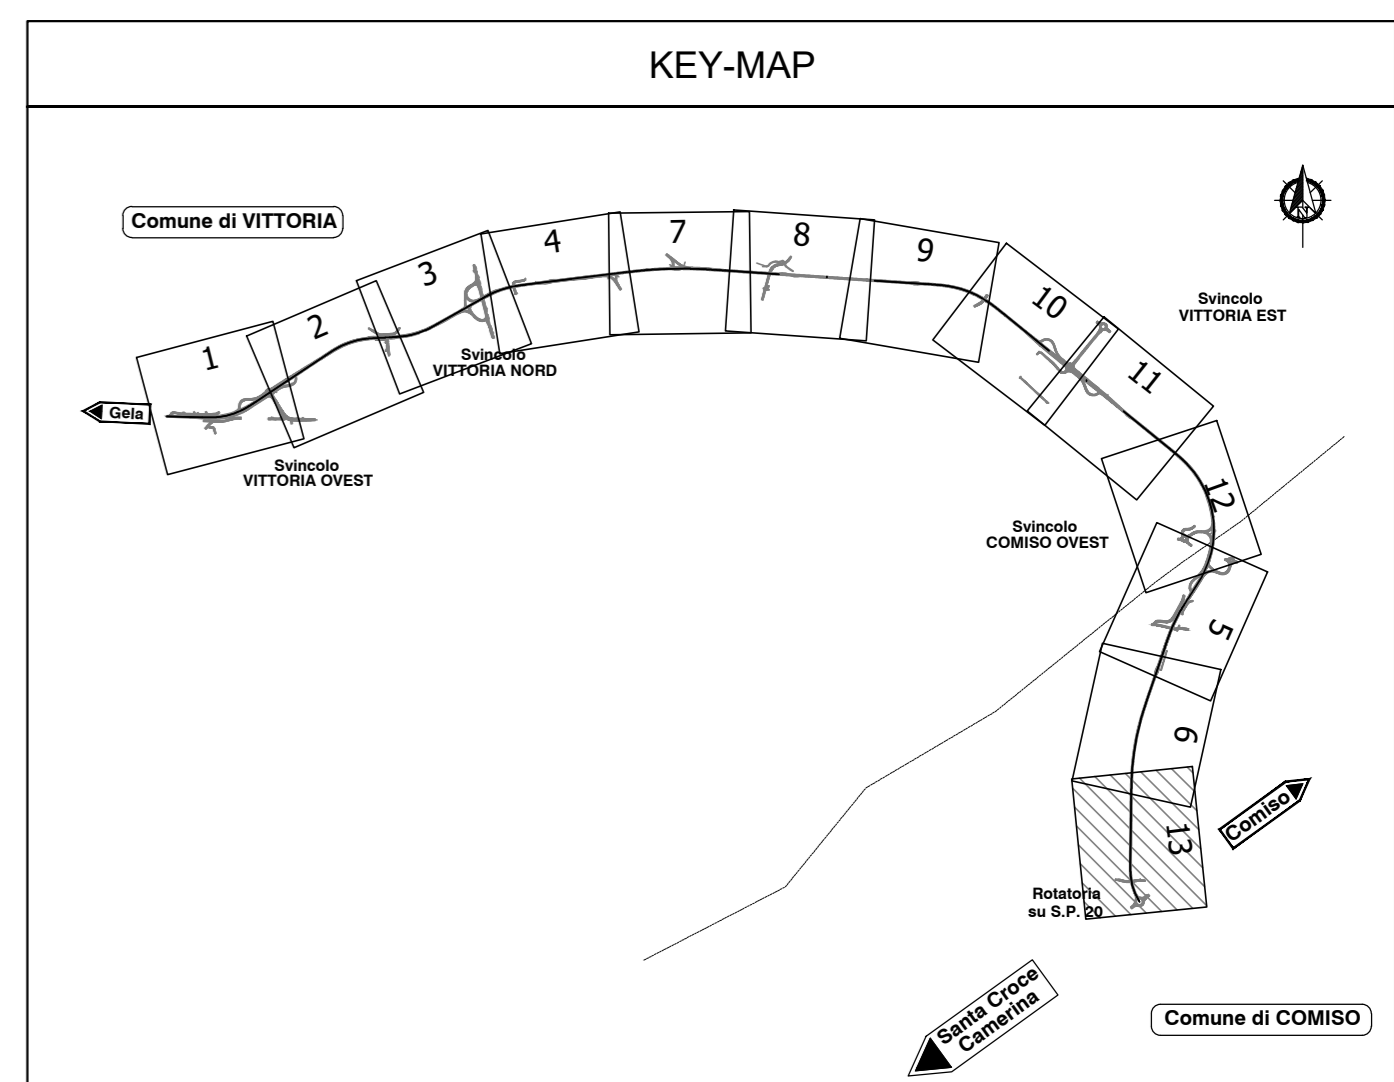 KEY-MAP
Comune di VITTORIA
N
1
2
3
4
7
8
9
10
11
12
5
6
13
Gela
Svincolo
VITTORIA OVEST
Svincolo
VITTORIA NORD
Svincolo
VITTORIA EST
Svincolo
COMISO OVEST
Comiso
Rotatoria
su S.P. 20
Santa Croce
Camerina
Comune di COMISO